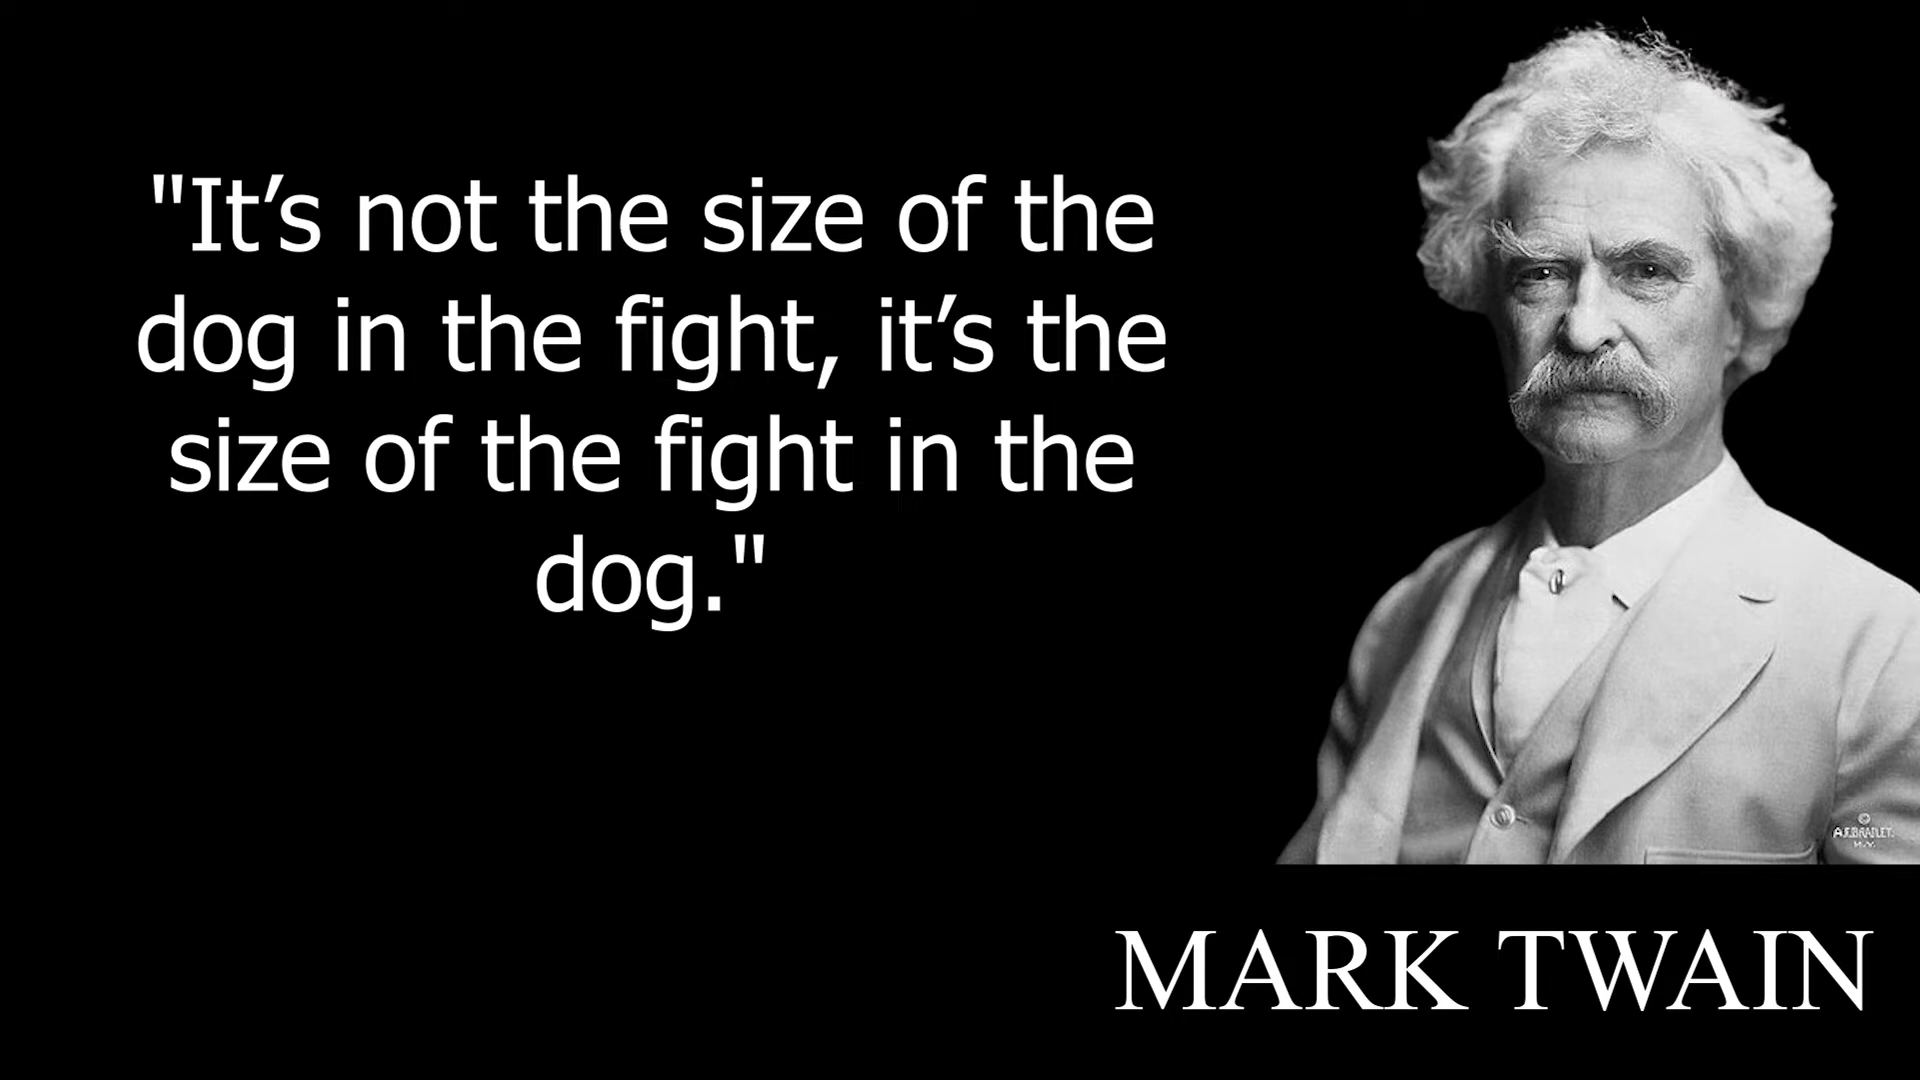 "It’s not the size of the
dog in the fight, it’s the
size of the fight in the
dog."
©
A.F.BRADLEY.
N.Y.
MARK TWAIN